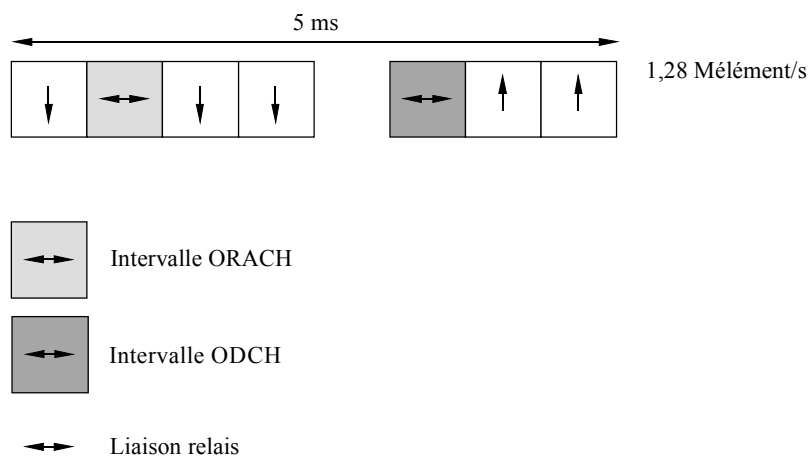 5 ms
1,28 Mélément/s
Intervalle ORACH
Intervalle ODCH
Liaison relais